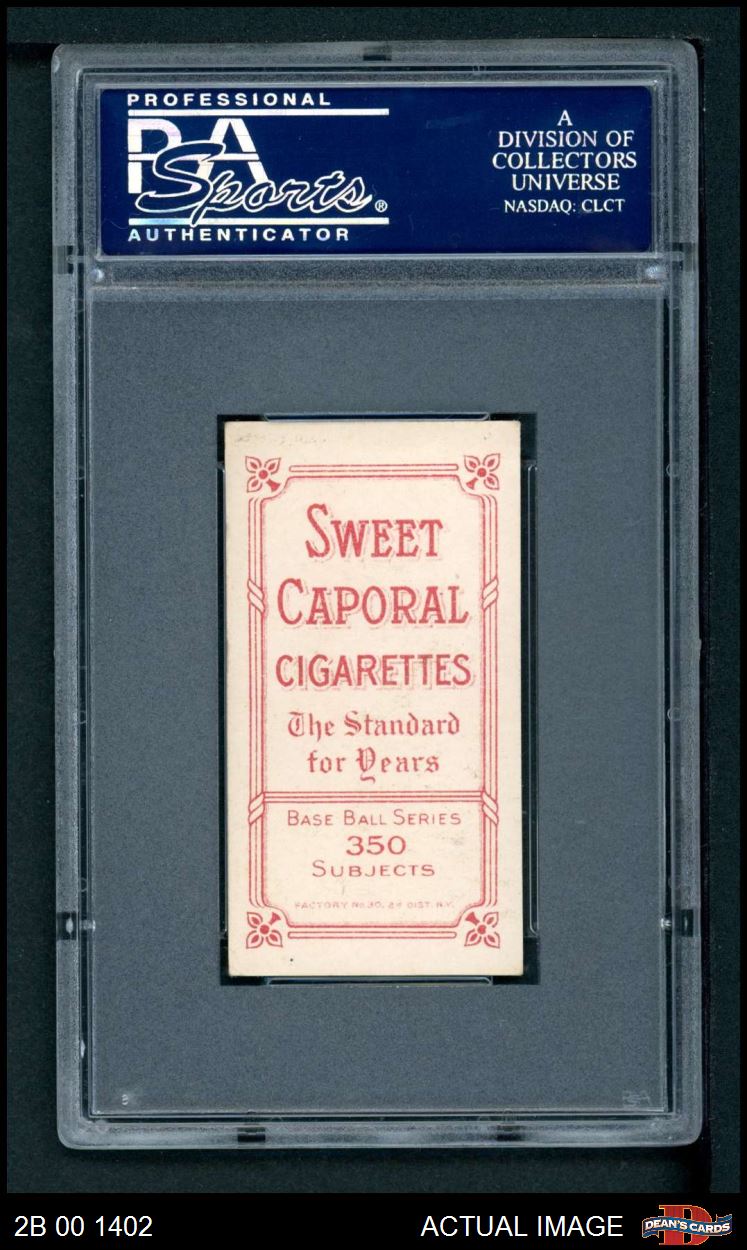 PROFESSIONAL
PSA
Sports®
AUTHENTICATOR
A
DIVISION OF
COLLECTORS
UNIVERSE
NASDAQ: CLCT
SWEET
CAPORAL
CIGARETTES
The Standard
for Years
BASE BALL SERIES
350
SUBJECTS
FACTORY No 30, 2d DIST. N.Y.
2B 00 1402
ACTUAL IMAGE
DEAN'S CARDS